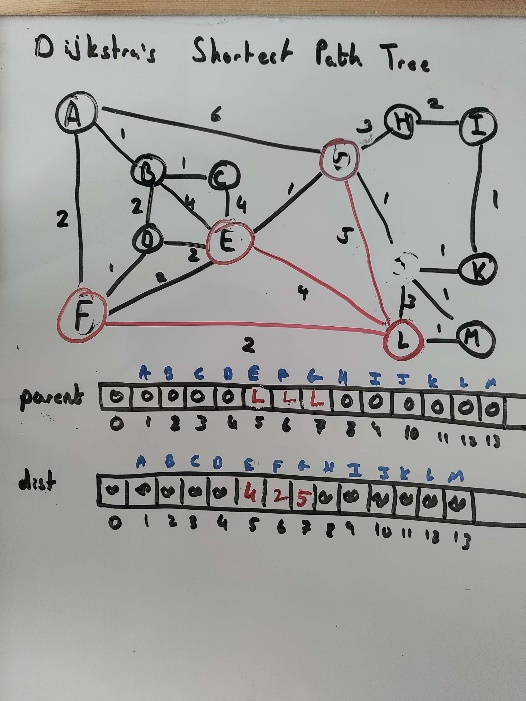 Dijkstra's Shortest Path Tree
A 6 G 3 H 2 I
1 B 1 C
2 2 4 4 1 5 1 1
D 2 E
1 2 4 J 1 K
F 2 L 3 1 1 M
A B C D E F G H I J K L M
parent 0 0 0 0 0 L L L 0 0 0 0 0 0
0 1 2 3 4 5 6 7 8 9 10 11 12 13
A B C D E F G H I J K L M
dist ∞ ∞ ∞ ∞ ∞ 4 2 5 ∞ ∞ ∞ ∞ ∞ ∞
0 1 2 3 4 5 6 7 8 9 10 11 12 13